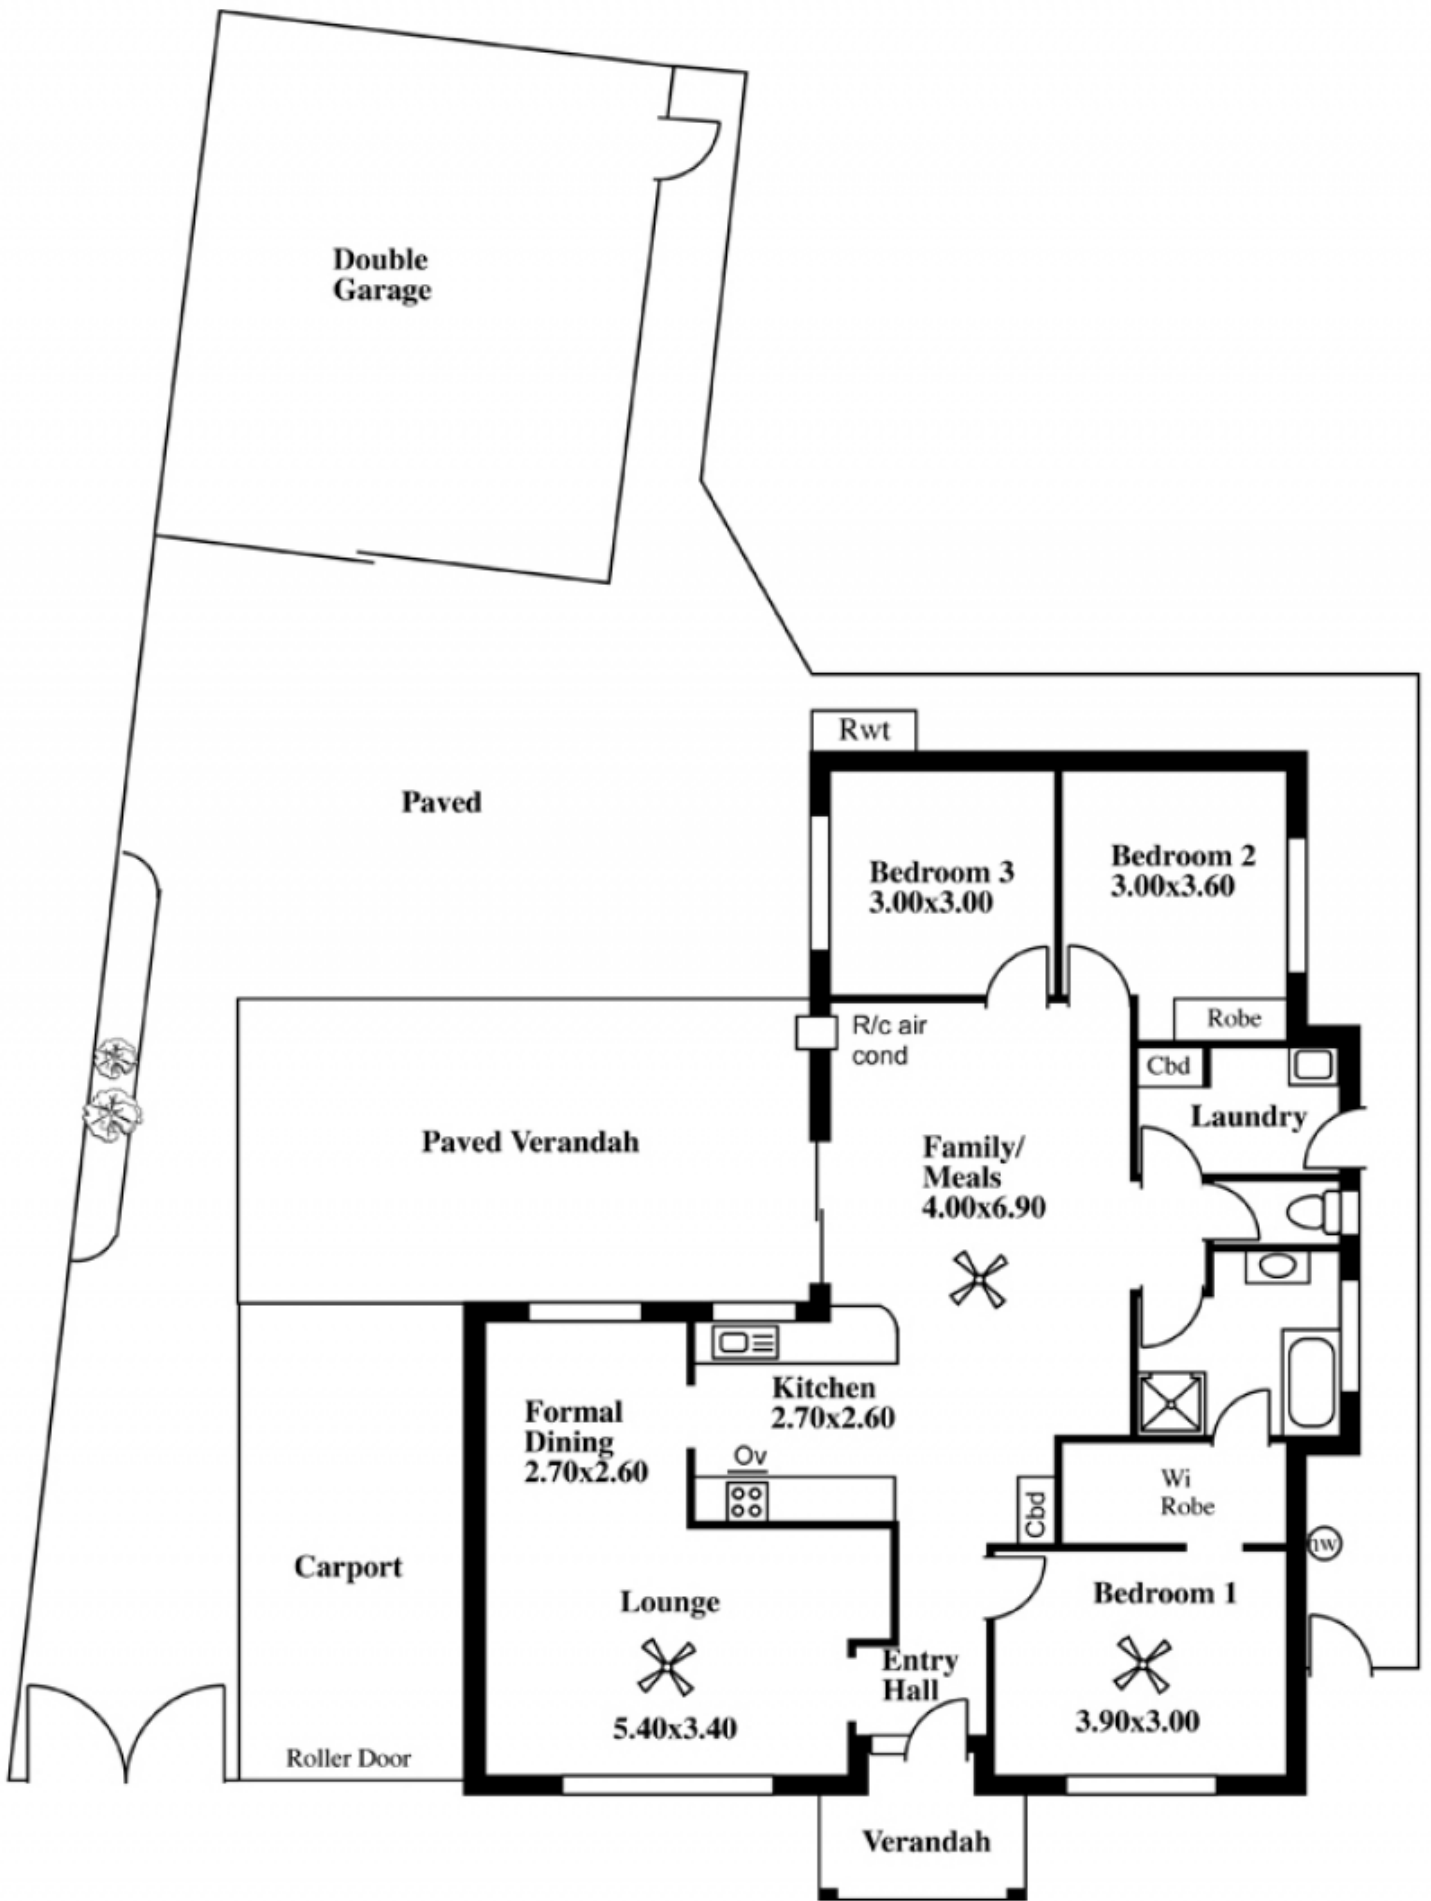 Double
Garage
Rwt
Paved
Bedroom 3
3.00x3.00
Bedroom 2
3.00x3.60
Robe
R/c air
cond
Cbd
Laundry
Paved Verandah
Family/
Meals
4.00x6.90
Kitchen
2.70x2.60
Formal
Dining
2.70x2.60
Ov
Wi
Robe
Cbd
Carport
Lounge
5.40x3.40
Bedroom 1
3.90x3.00
Entry
Hall
Roller Door
Verandah